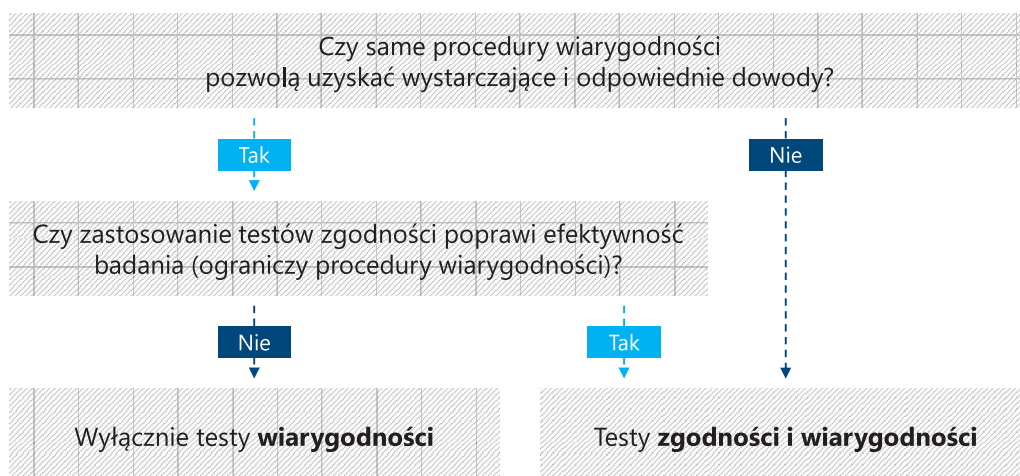 Czy same procedury wiarygodności
pozwolą uzyskać wystarczające i odpowiednie dowody?
Tak
Nie
Czy zastosowanie testów zgodności poprawi efektywność
badania (ograniczy procedury wiarygodności)?
Nie
Tak
Wyłącznie testy wiarygodności
Testy zgodności i wiarygodności